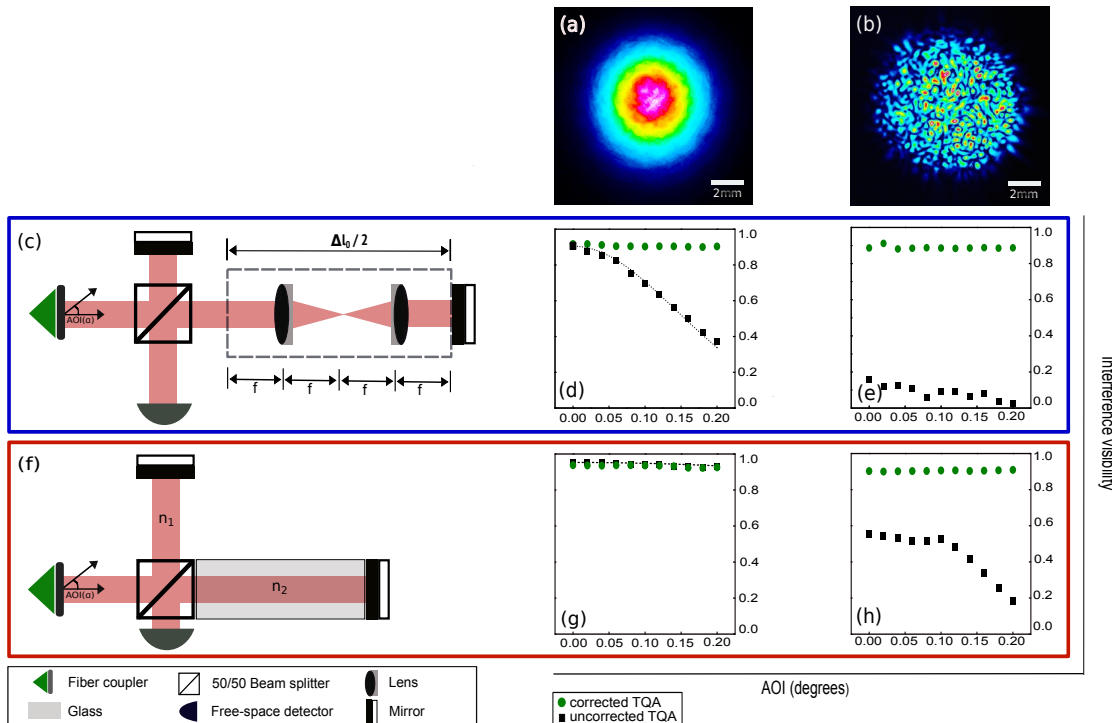 (a)
2mm
(b)
2mm
(c)
Δl₀ / 2
AOI(α)
f f f f
(d)
1.0
0.8
0.6
0.4
0.2
0.0
0.00 0.05 0.10 0.15 0.20
(e)
1.0
0.8
0.6
0.4
0.2
0.0
0.00 0.05 0.10 0.15 0.20
(f)
n₁
n₂
AOI(α)
(g)
1.0
0.8
0.6
0.4
0.2
0.0
0.00 0.05 0.10 0.15 0.20
(h)
1.0
0.8
0.6
0.4
0.2
0.0
0.00 0.05 0.10 0.15 0.20
Interference visibility
AOI (degrees)
Fiber coupler
50/50 Beam splitter
Lens
Glass
Free-space detector
Mirror
corrected TQA
uncorrected TQA